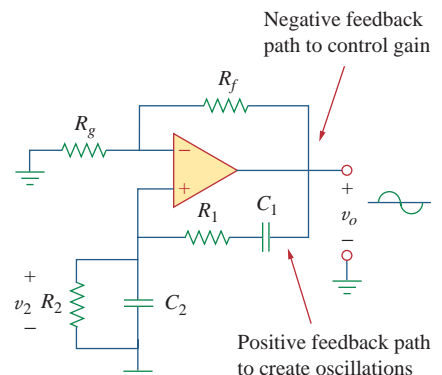 Negative feedback
path to control gain
R_f
R_g
−
+
R_1
C_1
+
v_o
−
+
v_2
−
R_2
C_2
Positive feedback path
to create oscillations